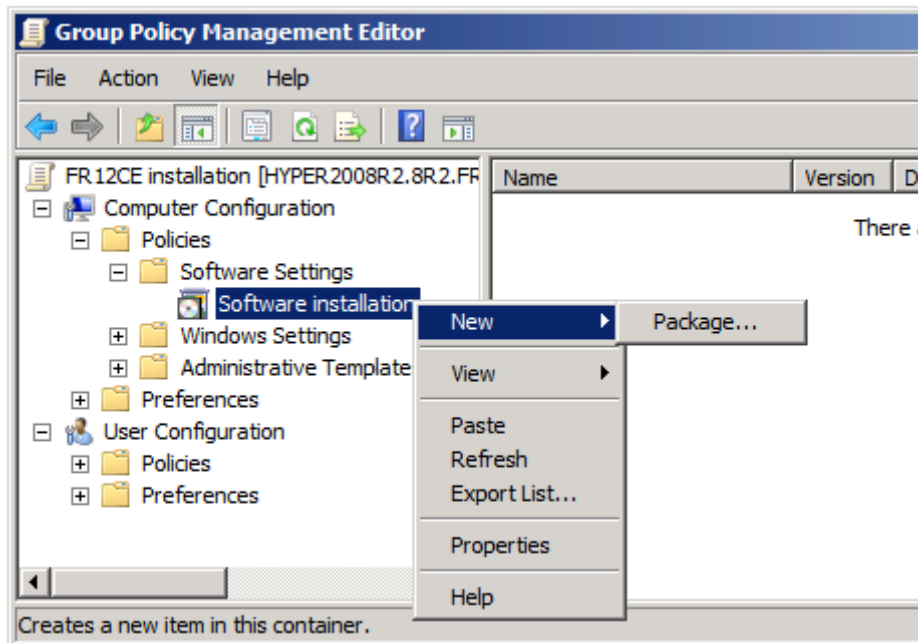 Group Policy Management Editor
File Action View Help
FR12CE installation [HYPER2008R2.8R2.FR
Name Version D
Computer Configuration
There
Policies
Software Settings
Software installation
New Package...
Windows Settings
Administrative Template
View
Preferences
Paste
User Configuration
Policies
Refresh
Preferences
Export List...
Properties
Help
Creates a new item in this container.